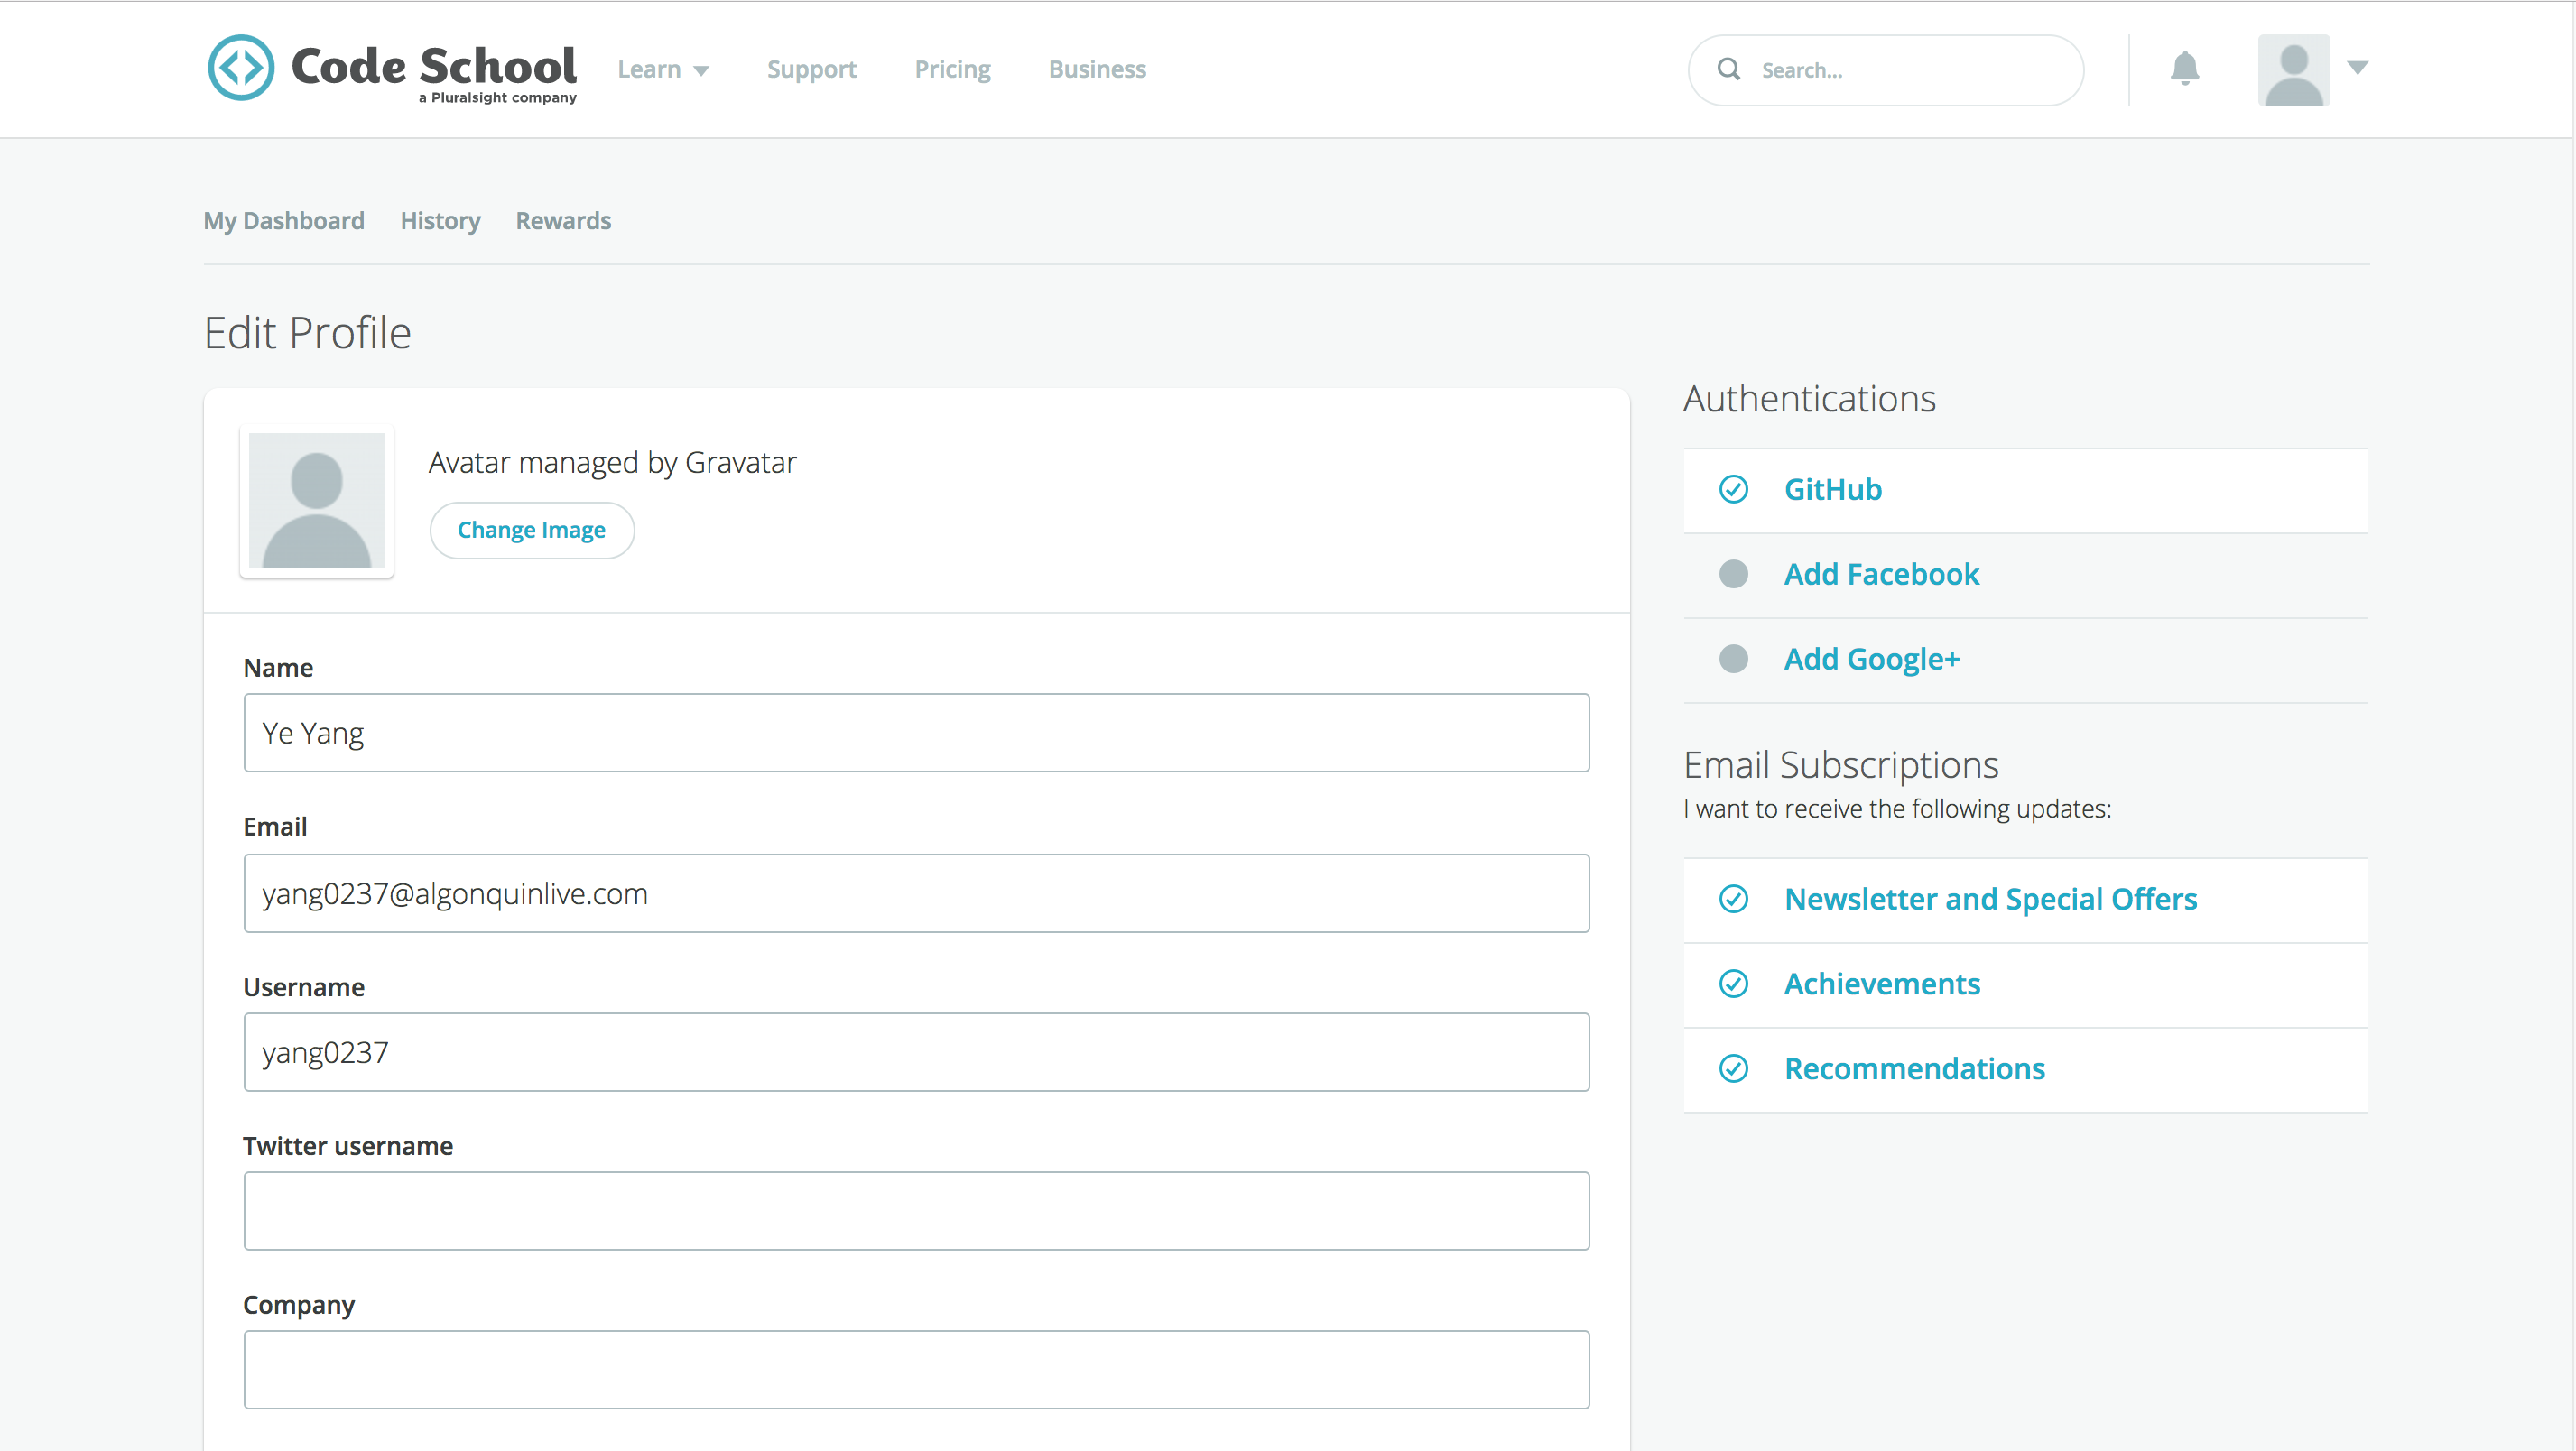 Code School
a Pluralsight company
Learn Support Pricing Business
Search...
My Dashboard History Rewards
Edit Profile
Avatar managed by Gravatar
Change Image
Name
Ye Yang
Email
yang0237@algonquinlive.com
Username
yang0237
Twitter username
Company
Authentications
GitHub
Add Facebook
Add Google+
Email Subscriptions
I want to receive the following updates:
Newsletter and Special Offers
Achievements
Recommendations